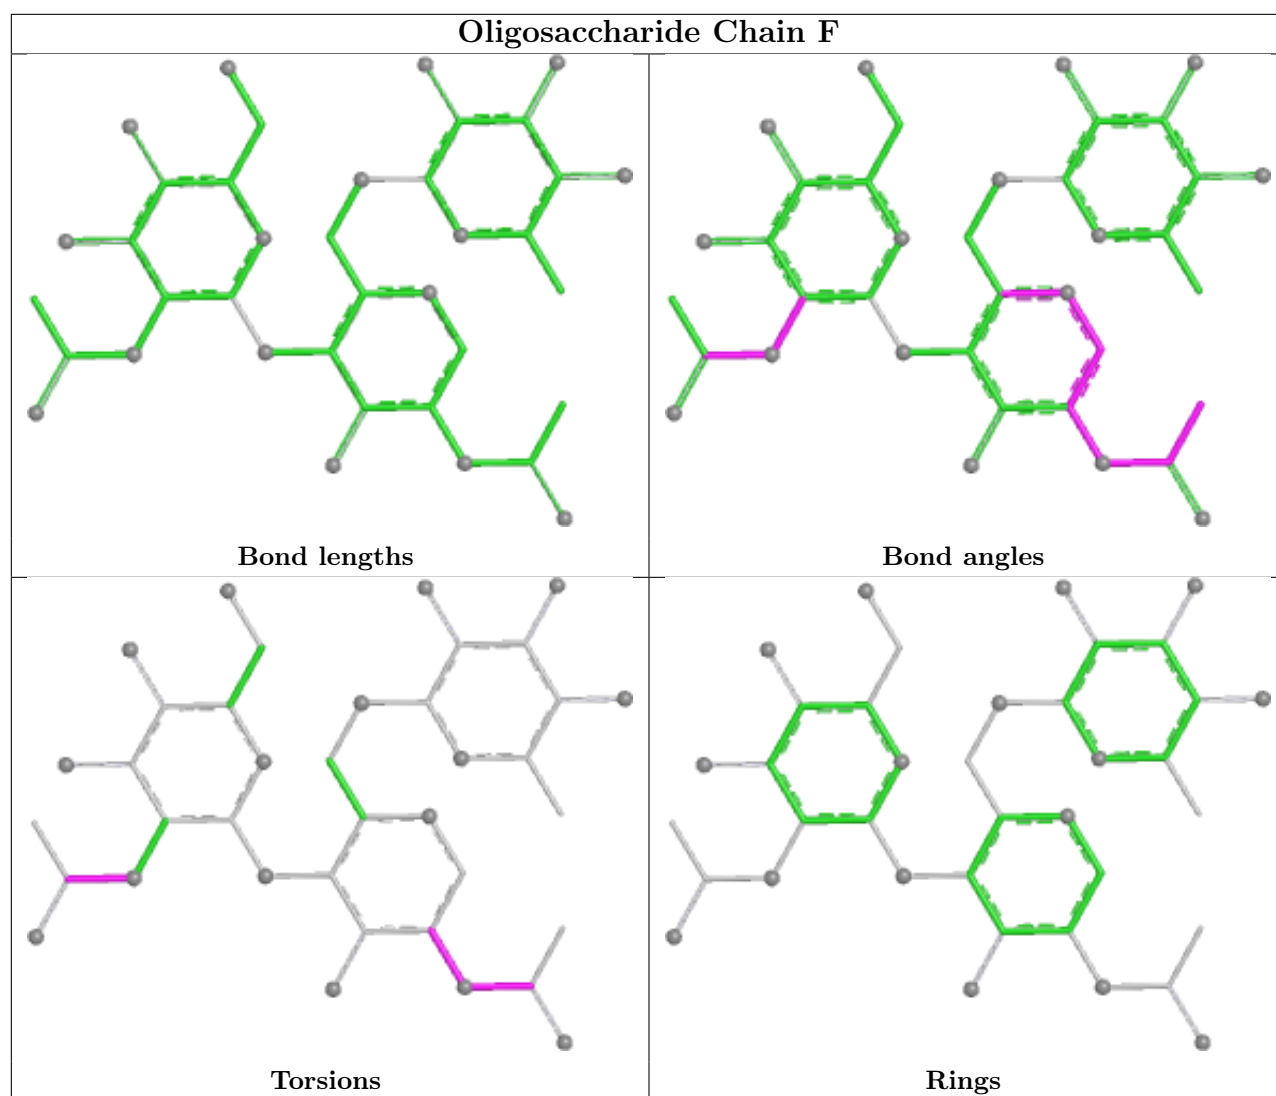 Oligosaccharide Chain F
Bond lengths
Bond angles
Torsions
Rings